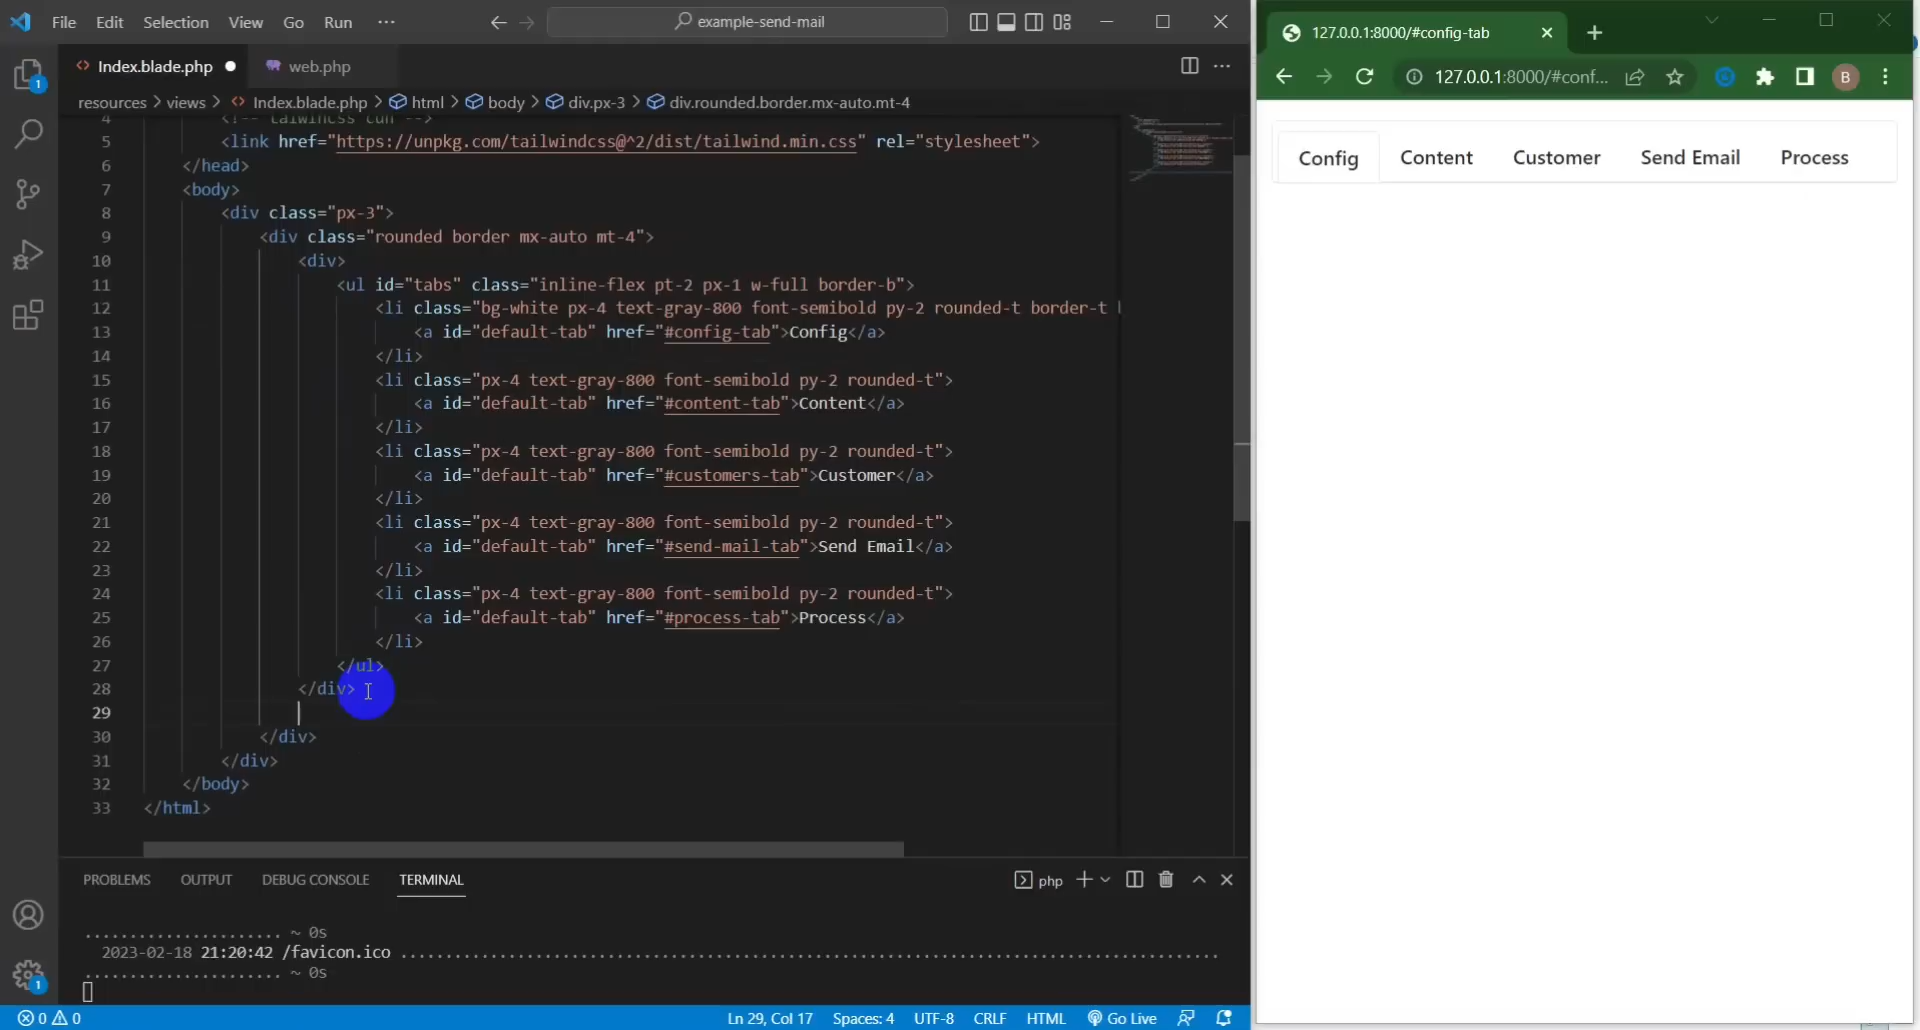 File Edit Selection View Go Run ··· example-send-mail
Index.blade.php web.php
resources > views > Index.blade.php > html > body > div.px-3 > div.rounded.border.mx-auto.mt-4
4 <!-- taiwincss cdn -->
5 <link href="https://unpkg.com/tailwindcss@^2/dist/tailwind.min.css" rel="stylesheet">
6 </head>
7 <body>
8 <div class="px-3">
9 <div class="rounded border mx-auto mt-4">
10 <div>
11 <ul id="tabs" class="inline-flex pt-2 px-1 w-full border-b">
12 <li class="bg-white px-4 text-gray-800 font-semibold py-2 rounded-t border-t
13 <a id="default-tab" href="#config-tab">Config</a>
14 </li>
15 <li class="px-4 text-gray-800 font-semibold py-2 rounded-t">
16 <a id="default-tab" href="#content-tab">Content</a>
17 </li>
18 <li class="px-4 text-gray-800 font-semibold py-2 rounded-t">
19 <a id="default-tab" href="#customers-tab">Customer</a>
20 </li>
21 <li class="px-4 text-gray-800 font-semibold py-2 rounded-t">
22 <a id="default-tab" href="#send-mail-tab">Send Email</a>
23 </li>
24 <li class="px-4 text-gray-800 font-semibold py-2 rounded-t">
25 <a id="default-tab" href="#process-tab">Process</a>
26 </li>
27 </ul>
28 </div>
29
30 </div>
31 </div>
32 </body>
33 </html>
PROBLEMS OUTPUT DEBUG CONSOLE TERMINAL php
...................... ~ 0s
2023-02-18 21:20:42 /favicon.ico ....................................................................................
...................... ~ 0s
0 0 Ln 29, Col 17 Spaces: 4 UTF-8 CRLF HTML Go Live
1
1
127.0.0.1:8000/#config-tab
127.0.0.1:8000/#conf... B
Config Content Customer Send Email Process